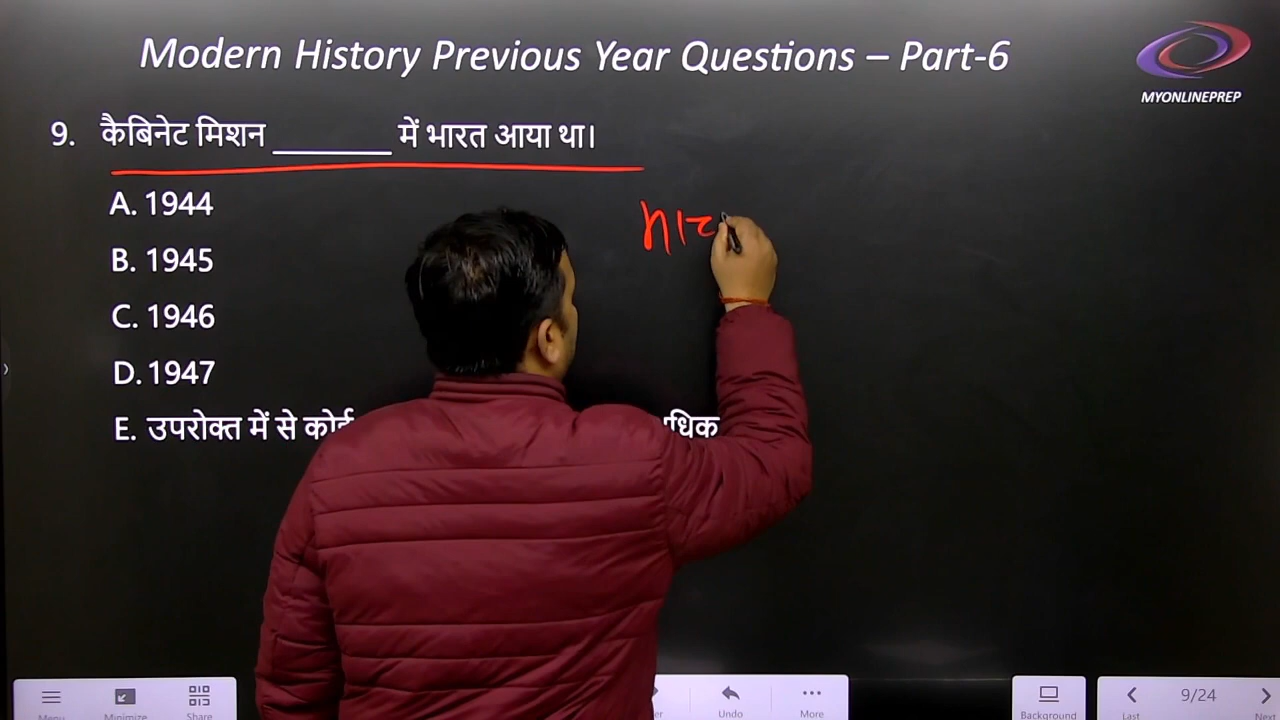 Modern History Previous Year Questions – Part-6
MYONLINEPREP
9. कैबिनेट मिशन ________ में भारत आया था।
A. 1944
B. 1945
C. 1946
D. 1947
E. उपरोक्त में से कोई
Menu Minimize Share Undo More Background Last 9/24